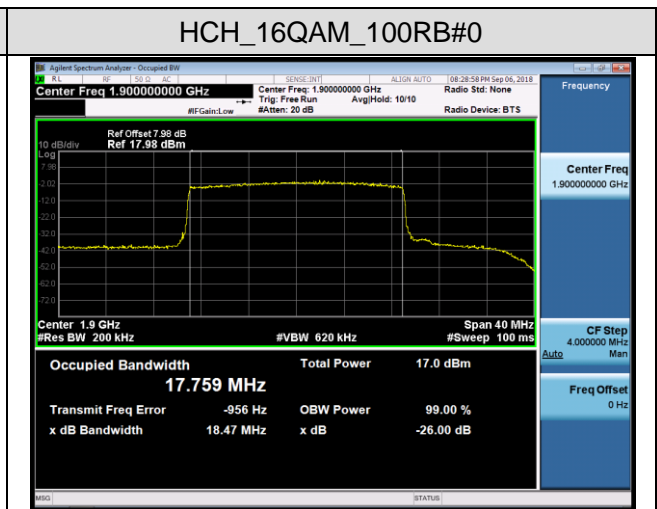 HCH_16QAM_100RB#0
Agilent Spectrum Analyzer - Occupied BW
RL RF 50 Ω AC SENSE:INT ALIGN AUTO 08:28:58 PM Sep 06, 2018
Center Freq 1.900000000 GHz Center Freq: 1.900000000 GHz Radio Std: None Frequency
Trig: Free Run Avg|Hold: 10/10
#IFGain:Low #Atten: 20 dB Radio Device: BTS
Ref Offset 7.98 dB
10 dB/div Ref 17.98 dBm
Log
7.98
-2.02
-12.0
-22.0
-32.0
-42.0
-52.0
-62.0
-72.0
Center Freq
1.900000000 GHz
Center 1.9 GHz Span 40 MHz
#Res BW 200 kHz #VBW 620 kHz #Sweep 100 ms
CF Step
4.000000 MHz
Auto Man
Occupied Bandwidth Total Power 17.0 dBm
17.759 MHz
Freq Offset
0 Hz
Transmit Freq Error -956 Hz OBW Power 99.00 %
x dB Bandwidth 18.47 MHz x dB -26.00 dB
MSG STATUS